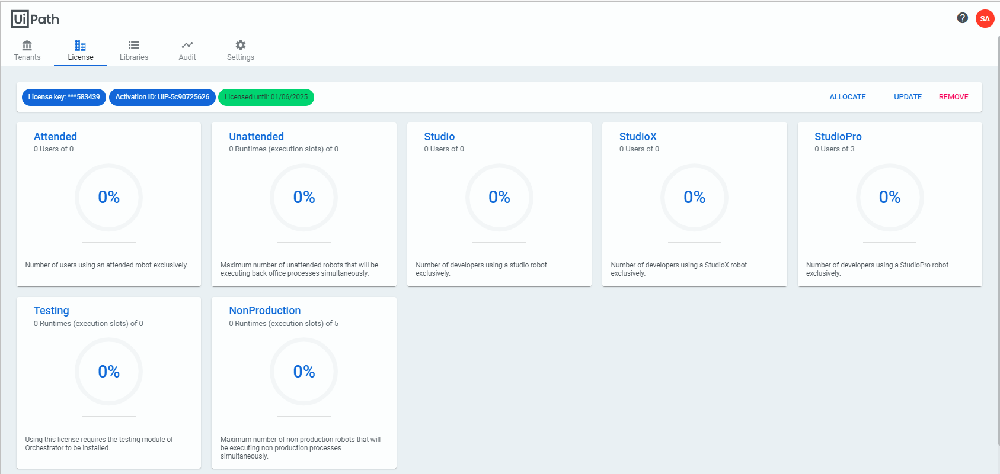 UiPath
?
SA
Tenants
License
Libraries
Audit
Settings
License key: ***583439
Activation ID: UIP-5c90725626
Licensed until: 01/06/2025
ALLOCATE
UPDATE
REMOVE
Attended
0 Users of 0
0%
Number of users using an attended robot exclusively.
Unattended
0 Runtimes (execution slots) of 0
0%
Maximum number of unattended robots that will be
executing back office processes simultaneously.
Studio
0 Users of 0
0%
Number of developers using a studio robot
exclusively.
StudioX
0 Users of 0
0%
Number of developers using a StudioX robot
exclusively.
StudioPro
0 Users of 3
0%
Number of developers using a StudioPro robot
exclusively.
Testing
0 Runtimes (execution slots) of 0
0%
Using this license requires the testing module of
Orchestrator to be installed.
NonProduction
0 Runtimes (execution slots) of 5
0%
Maximum number of non-production robots that will
be executing non production processes
simultaneously.